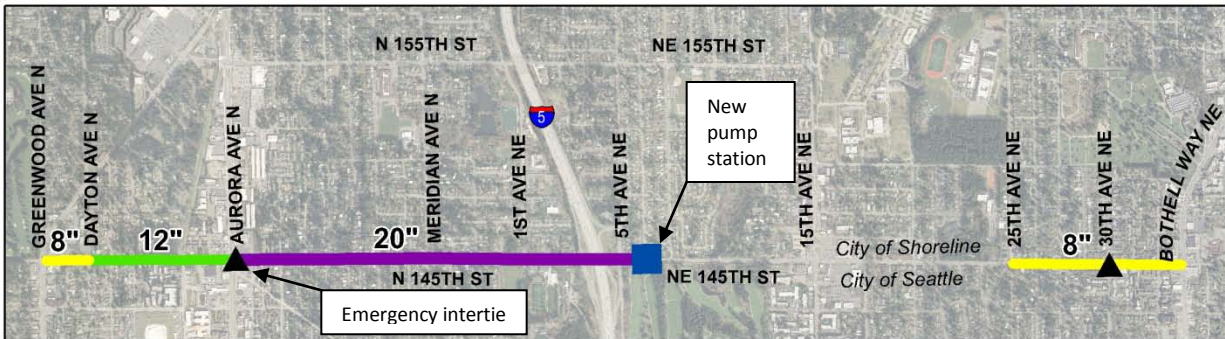 N 155TH ST
NE 155TH ST
5
New
pump
station
GREENWOOD AVE N
DAYTON AVE N
AURORA AVE N
MERIDIAN AVE N
1ST AVE NE
5TH AVE NE
15TH AVE NE
25TH AVE NE
30TH AVE NE
BOTHELL WAY NE
8"
12"
20"
8"
City of Shoreline
City of Seattle
N 145TH ST
NE 145TH ST
Emergency intertie